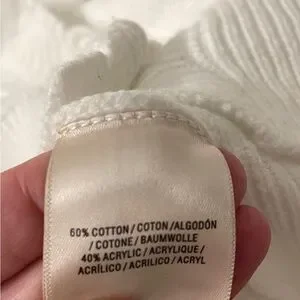 60% COTTON / COTON / ALGODÓN
/ COTONE / BAUMWOLLE
40% ACRYLIC / ACRYLIQUE /
ACRÍLICO / ACRILICO / ACRYL